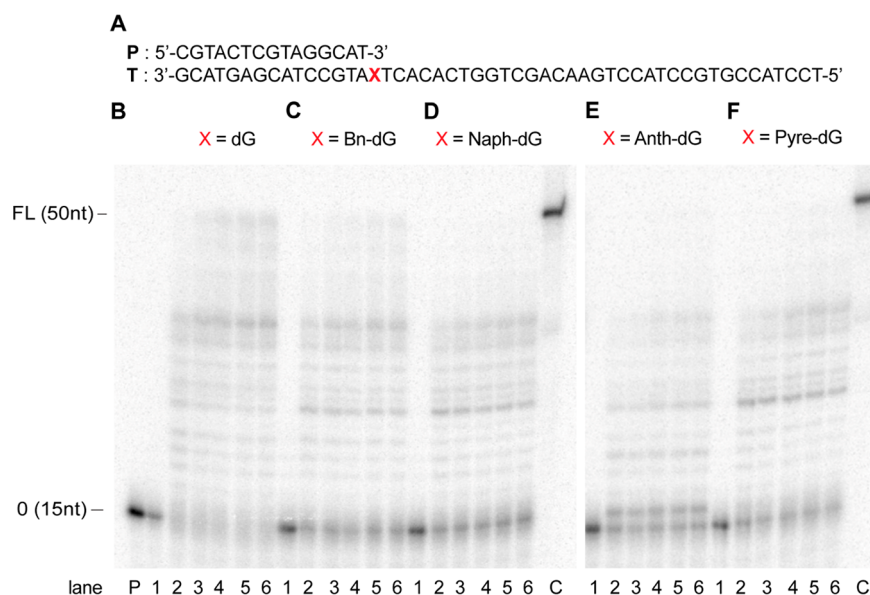 A
P : 5’-CGTACTCGTAGGCAT-3’
T : 3’-GCATGAGCATCCGTAXTCACACTGGTCGACAAGTCCATCCGTGCCATCCT-5’
B C D E F
X = dG X = Bn-dG X = Naph-dG X = Anth-dG X = Pyre-dG
FL (50nt)
0 (15nt)
lane P 1 2 3 4 5 6 1 2 3 4 5 6 1 2 3 4 5 6 C 1 2 3 4 5 6 1 2 3 4 5 6 C